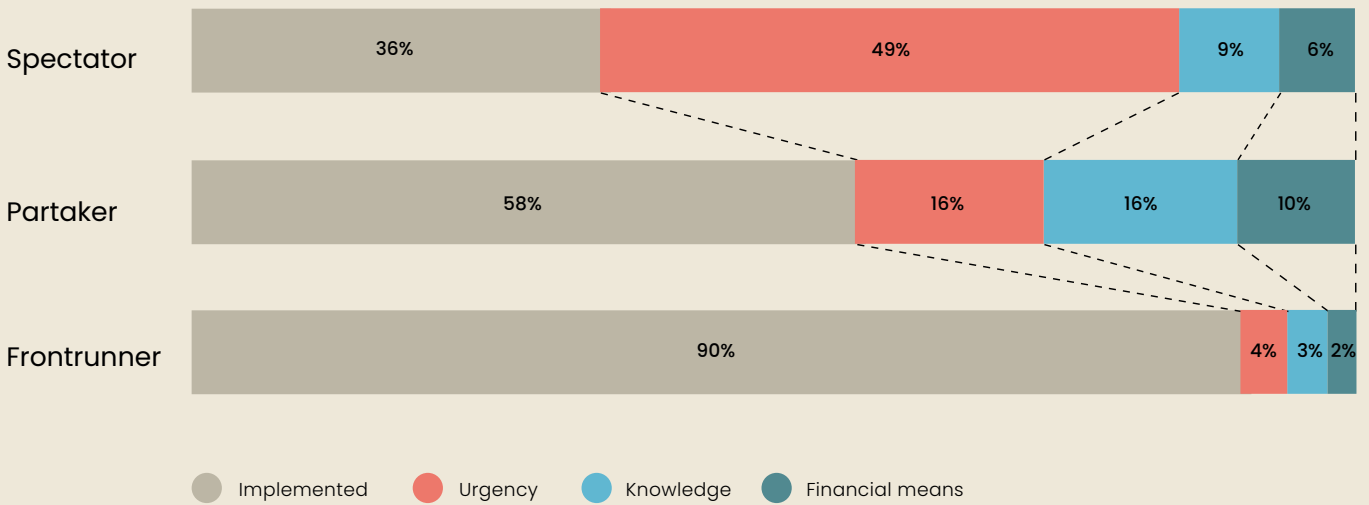 Spectator 36% 49% 9% 6%
Partaker 58% 16% 16% 10%
Frontrunner 90% 4% 3% 2%
Implemented Urgency Knowledge Financial means